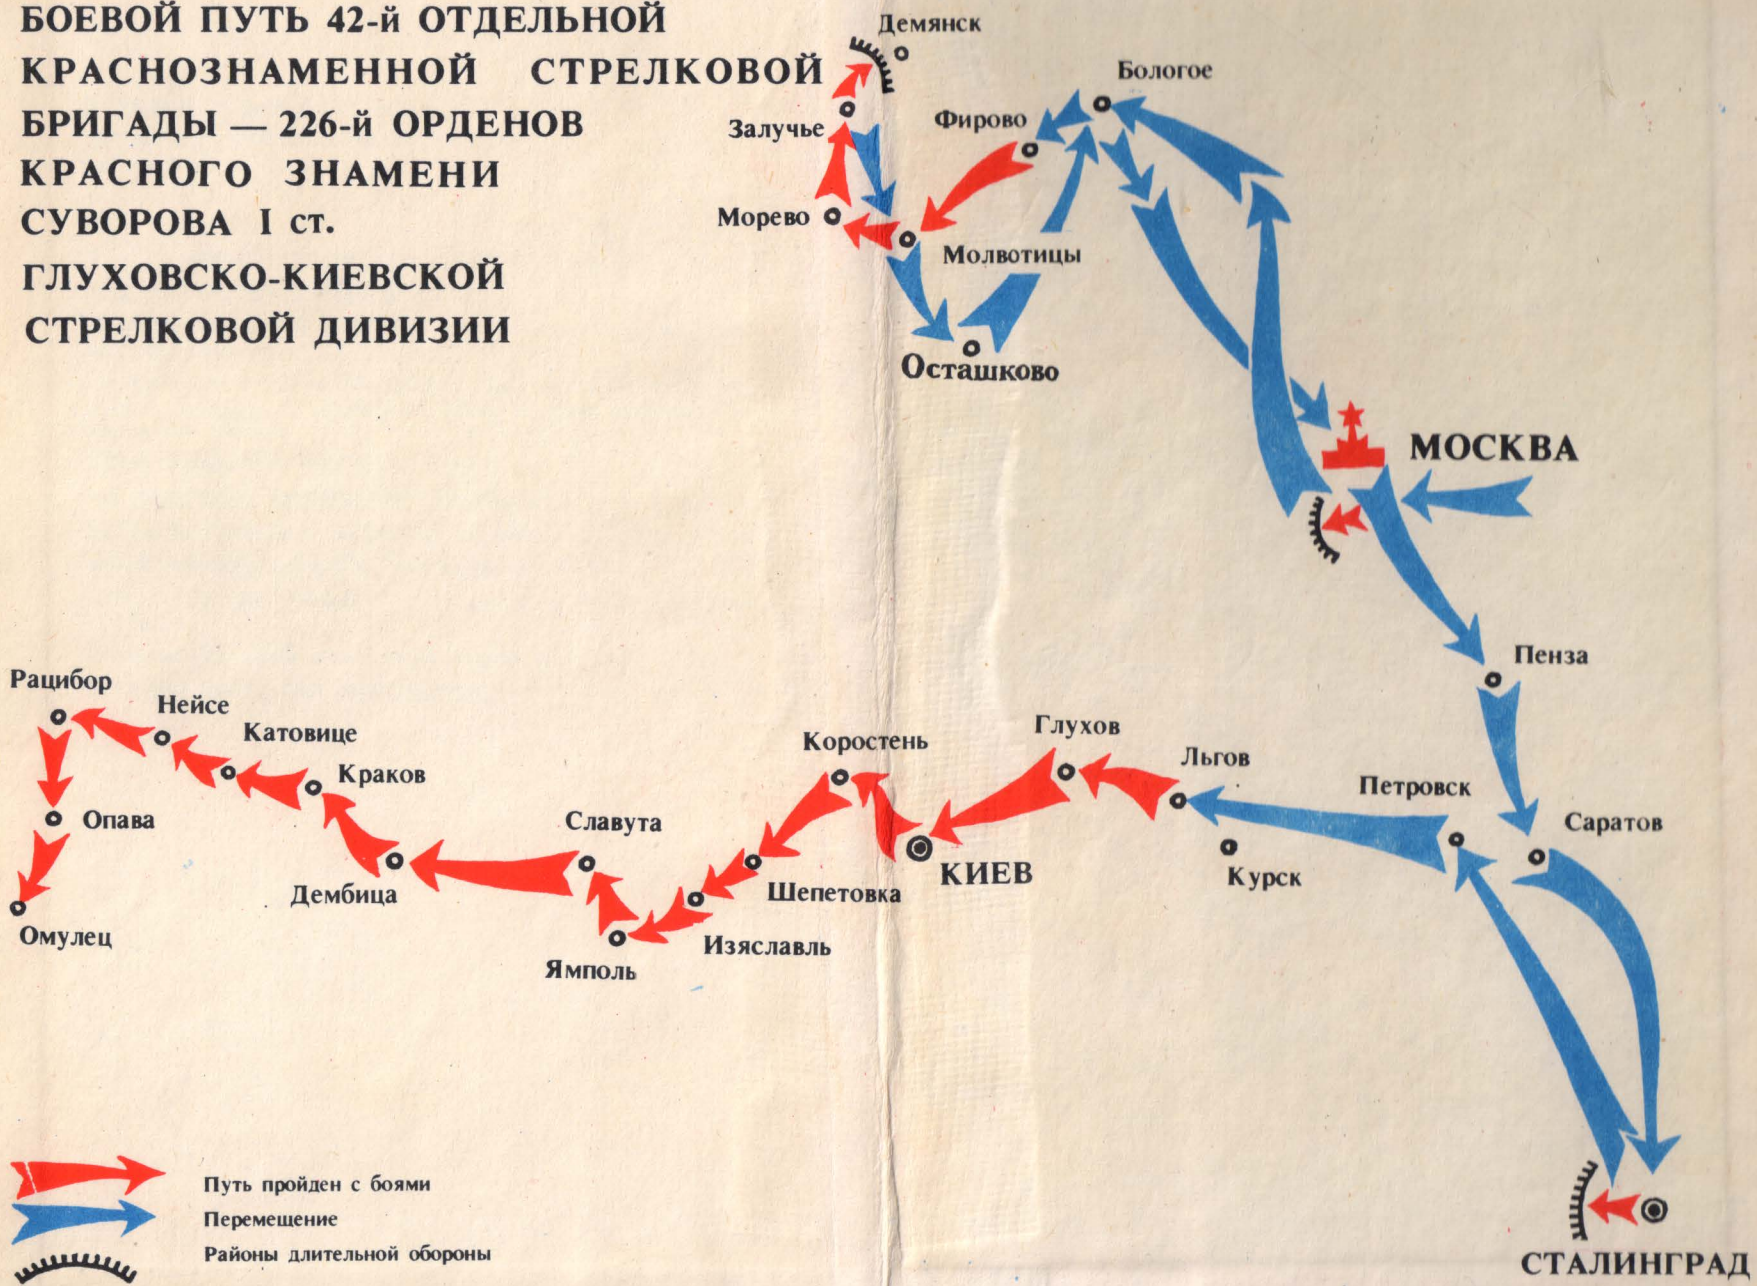 БОЕВОЙ ПУТЬ 42-й ОТДЕЛЬНОЙ
КРАСНОЗНАМЕННОЙ СТРЕЛКОВОЙ
БРИГАДЫ — 226-й ОРДЕНОВ
КРАСНОГО ЗНАМЕНИ
СУВОРОВА I ст.
ГЛУХОВСКО-КИЕВСКОЙ
СТРЕЛКОВОЙ ДИВИЗИИ
Демянск
Бологое
Фирово
Залучье
Морево
Молвотицы
Осташково
МОСКВА
Пенза
Рацибор
Нейсе
Катовице
Краков
Коростень
Глухов
Льгов
Петровск
Саратов
Опава
Славута
КИЕВ
Курск
Дембица
Шепетовка
Омулец
Изяславль
Ямполь
Путь пройден с боями
Перемещение
Районы длительной обороны
СТАЛИНГРАД